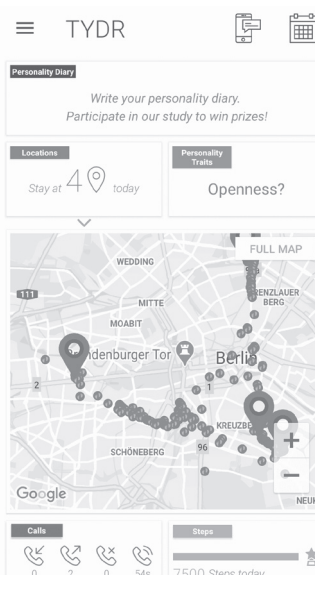 TYDR
Personality Diary
Write your personality diary.
Participate in our study to win prizes!
Locations
Stay at 4 today
Personality
Traits
Openness?
FULL MAP
WEDDING
111
RENZLAUER
BERG
MITTE
MOABIT
ndenburger Tor
Berlin
2
1
KREUZBE
96
SCHÖNEBERG
+
−
Google
NEUK
Calls
0
2
0
54s
Steps
7500 Steps today